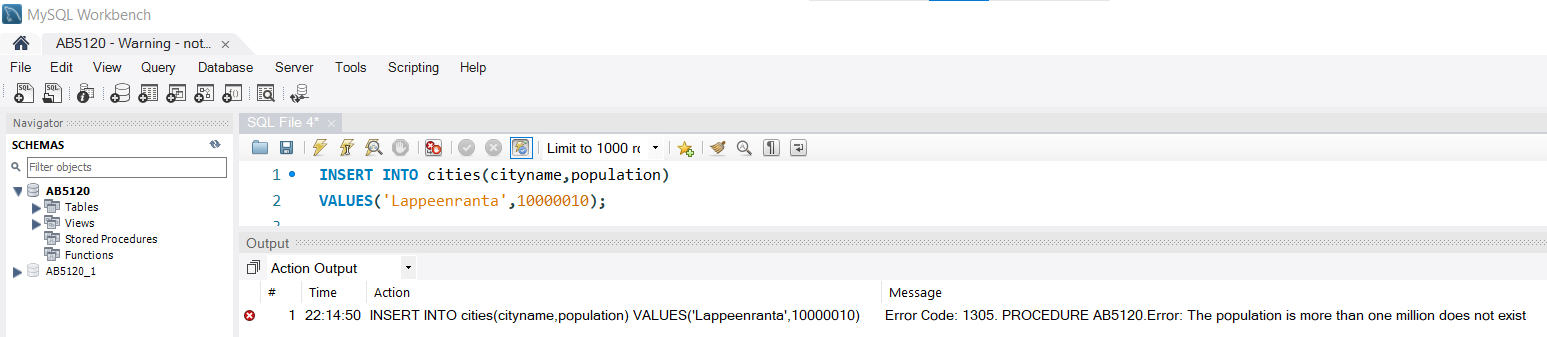 MySQL Workbench
AB5120 - Warning - not... ×
File Edit View Query Database Server Tools Scripting Help
Navigator
SQL File 4* ×
SCHEMAS
Filter objects
Limit to 1000 rc
AB5120
Tables
Views
Stored Procedures
Functions
AB5120_1
1 INSERT INTO cities(cityname,population)
2 VALUES('Lappeenranta',10000010);
Output
Action Output
# Time Action Message
1 22:14:50 INSERT INTO cities(cityname,population) VALUES('Lappeenranta',10000010) Error Code: 1305. PROCEDURE AB5120.Error: The population is more than one million does not exist